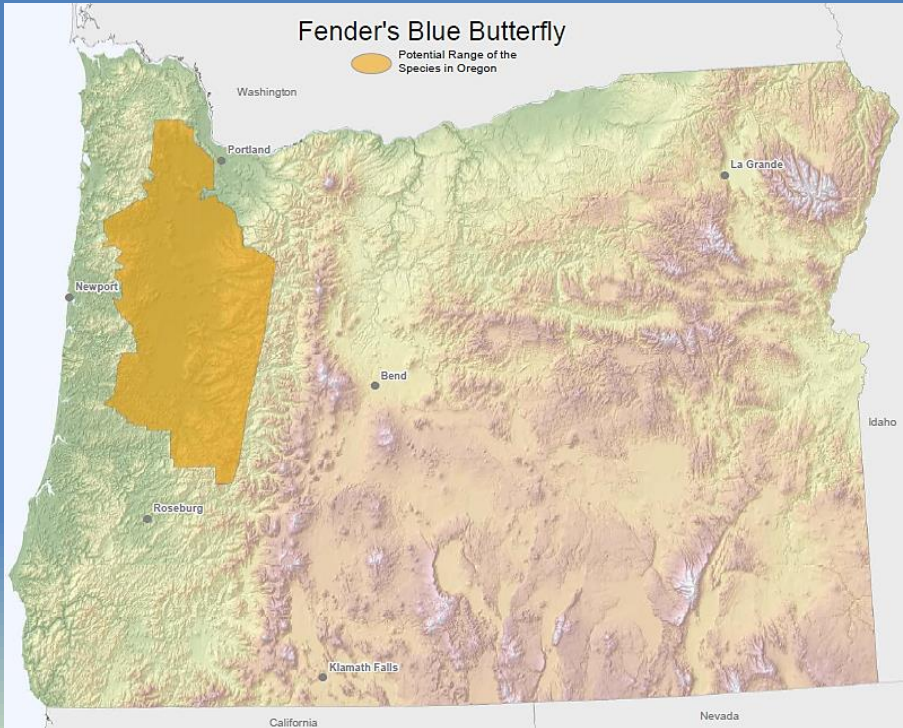 Fender's Blue Butterfly
Potential Range of the
Species in Oregon
Washington
Portland
La Grande
Newport
Bend
Idaho
Roseburg
Klamath Falls
California
Nevada